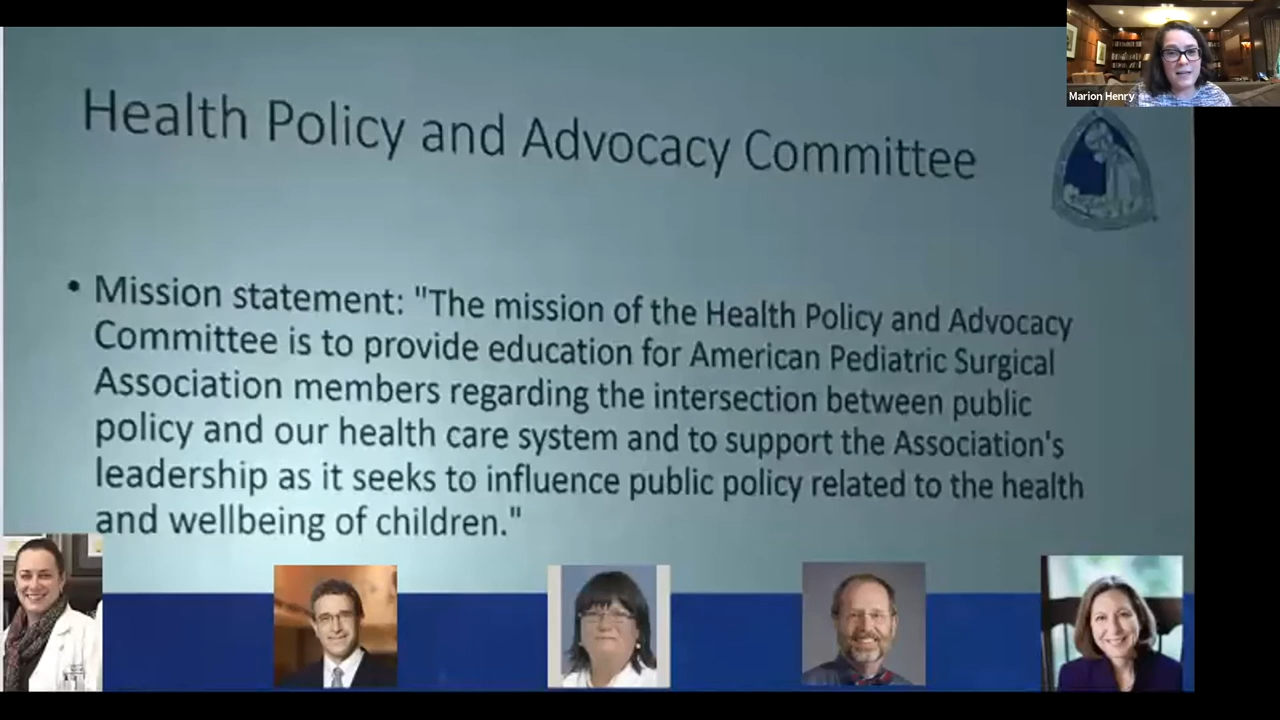 Marion Henry
Health Policy and Advocacy Committee
• Mission statement: "The mission of the Health Policy and Advocacy
Committee is to provide education for American Pediatric Surgical
Association members regarding the intersection between public
policy and our health care system and to support the Association's
leadership as it seeks to influence public policy related to the health
and wellbeing of children."